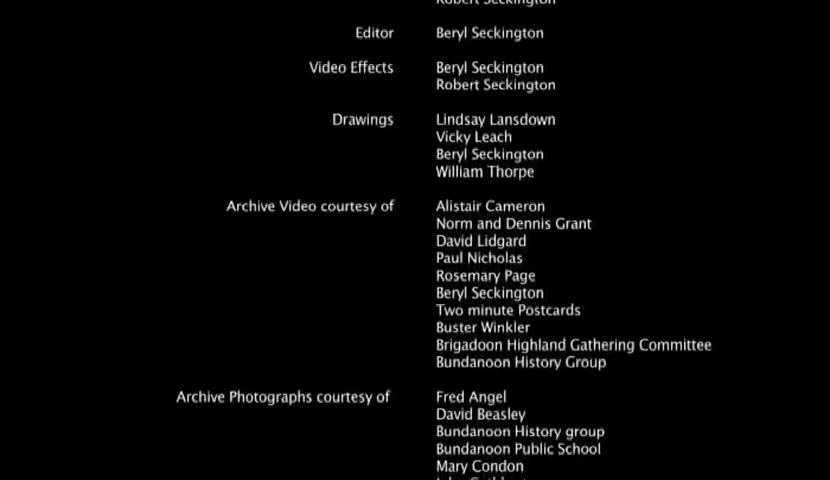 Robert Seckington
Editor Beryl Seckington
Video Effects Beryl Seckington
Robert Seckington
Drawings Lindsay Lansdown
Vicky Leach
Beryl Seckington
William Thorpe
Archive Video courtesy of Alistair Cameron
Norm and Dennis Grant
David Lidgard
Paul Nicholas
Rosemary Page
Beryl Seckington
Two minute Postcards
Buster Winkler
Brigadoon Highland Gathering Committee
Bundanoon History Group
Archive Photographs courtesy of Fred Angel
David Beasley
Bundanoon History group
Bundanoon Public School
Mary Condon